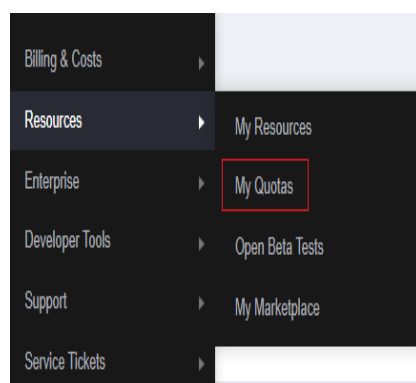 Billing & Costs
Resources
Enterprise
Developer Tools
Support
Service Tickets
My Resources
My Quotas
Open Beta Tests
My Marketplace